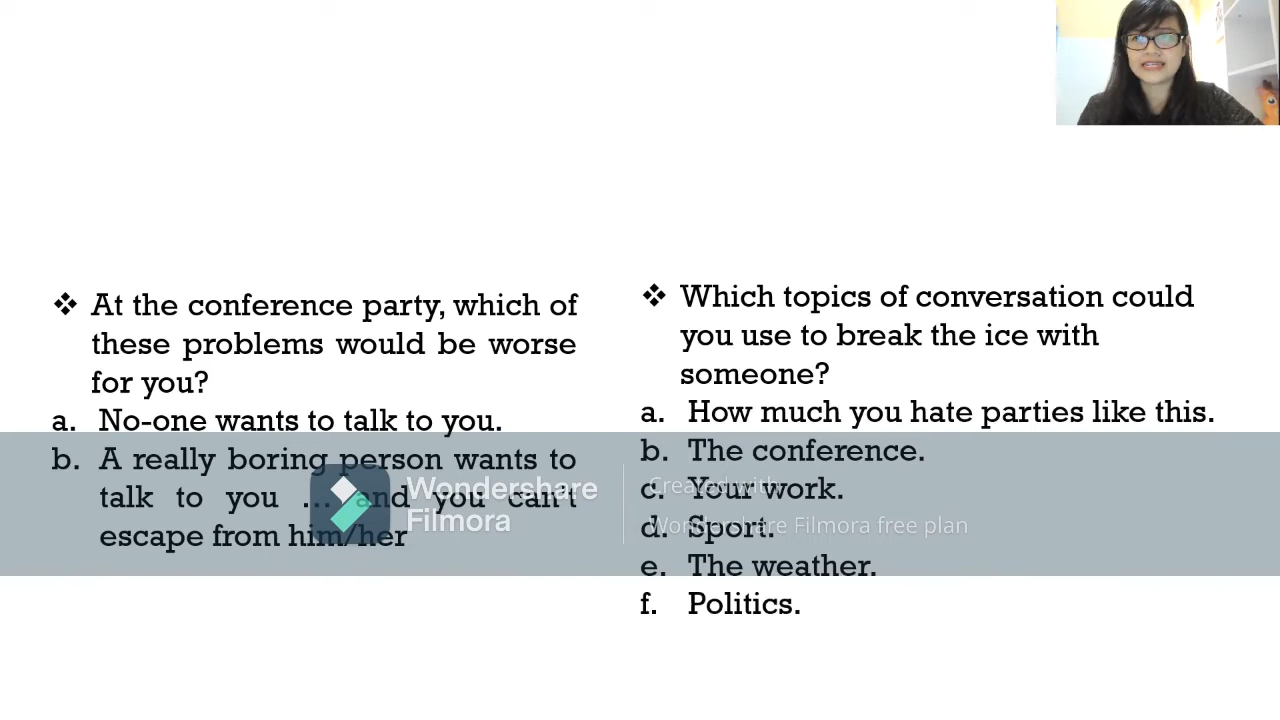 ❖ At the conference party, which of
these problems would be worse
for you?
a. No-one wants to talk to you.
b. A really boring person wants to
talk to you ... and you can't
escape from him/her
❖ Which topics of conversation could
you use to break the ice with
someone?
a. How much you hate parties like this.
b. The conference.
c. Your work.
d. Sport.
e. The weather.
f. Politics.
Wondershare
Filmora
Created with
Wondershare Filmora free plan